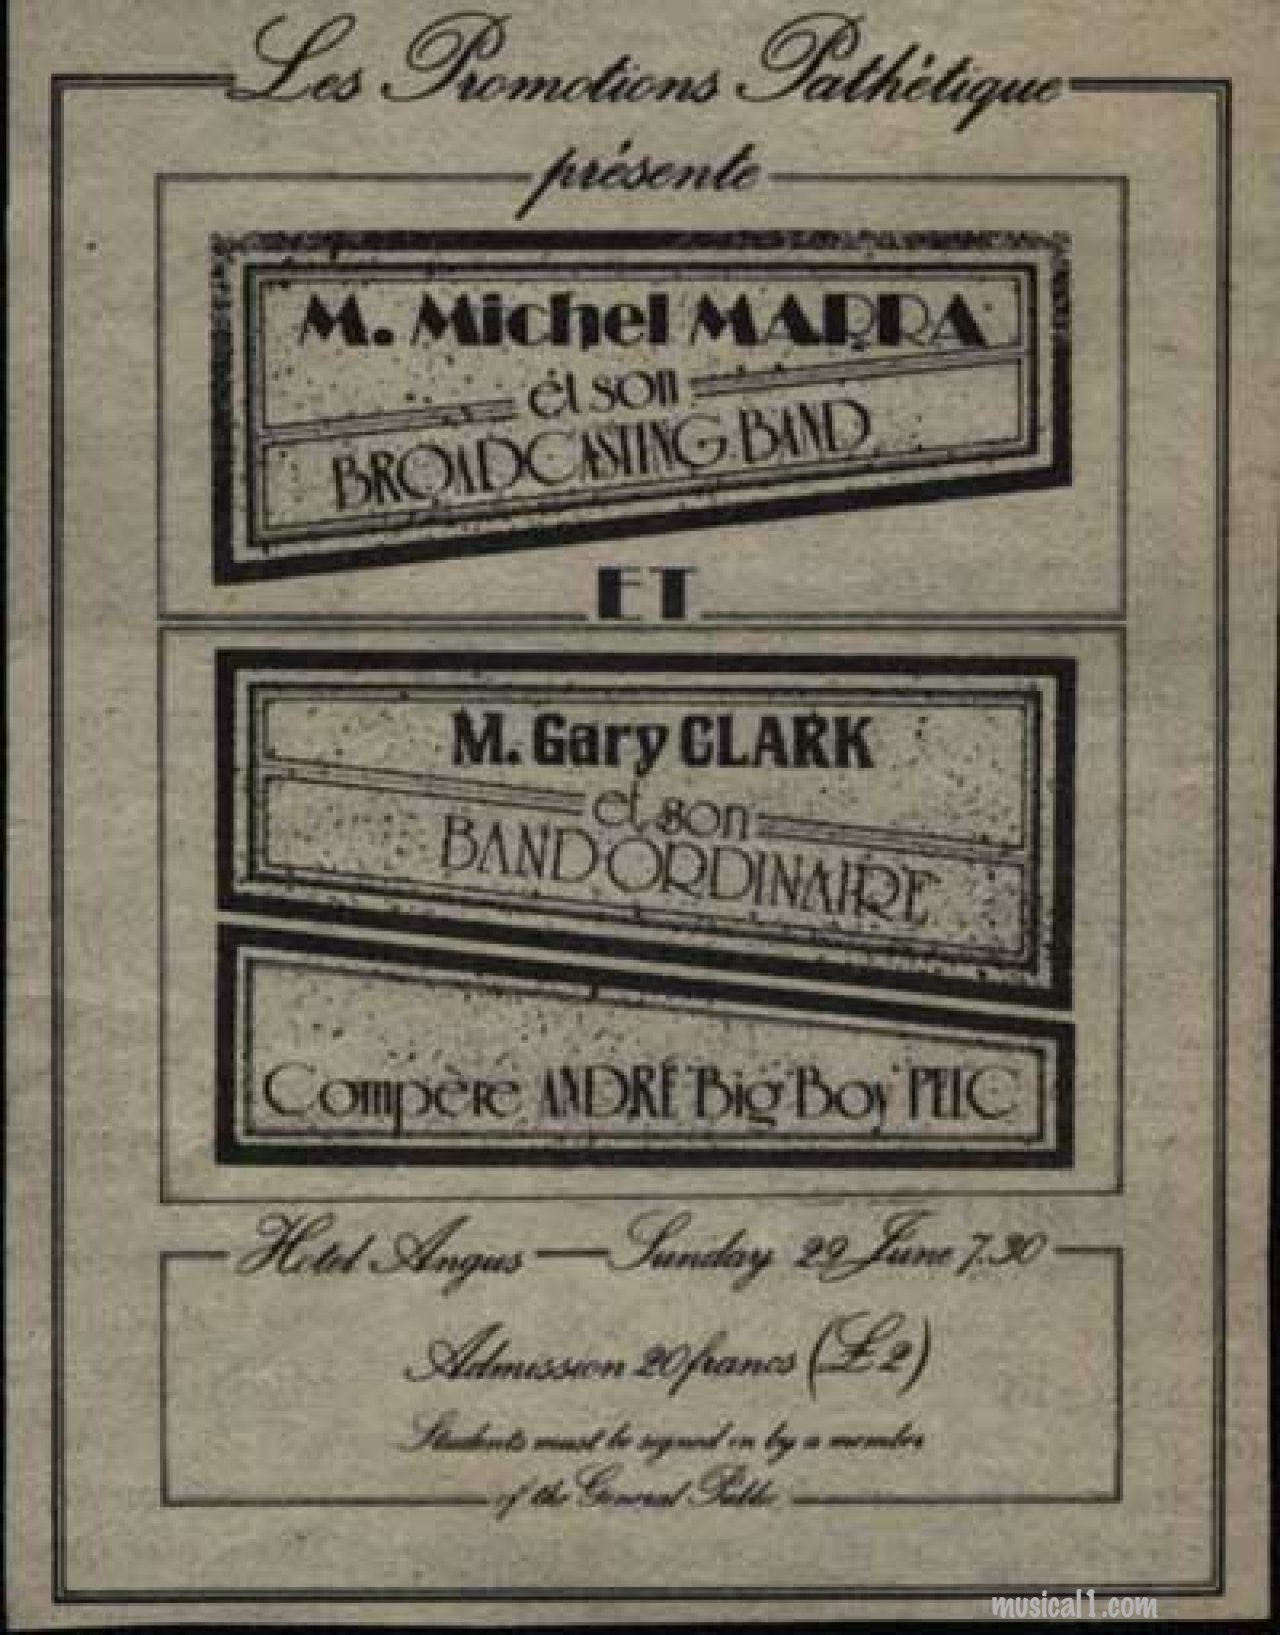 Les Promotions Pathétique
présente
M. Michel MARRA
et son
BROADCASTING BAND
ET
M. Gary CLARK
et son
BAND ORDINAIRE
Compère ANDRÉ "Big Boy" PELC
Hotel Angus — Sunday 29 June 7.30
Admission 20 francs (£2)
Students must be signed in by a member
of the General Public
musical1.com